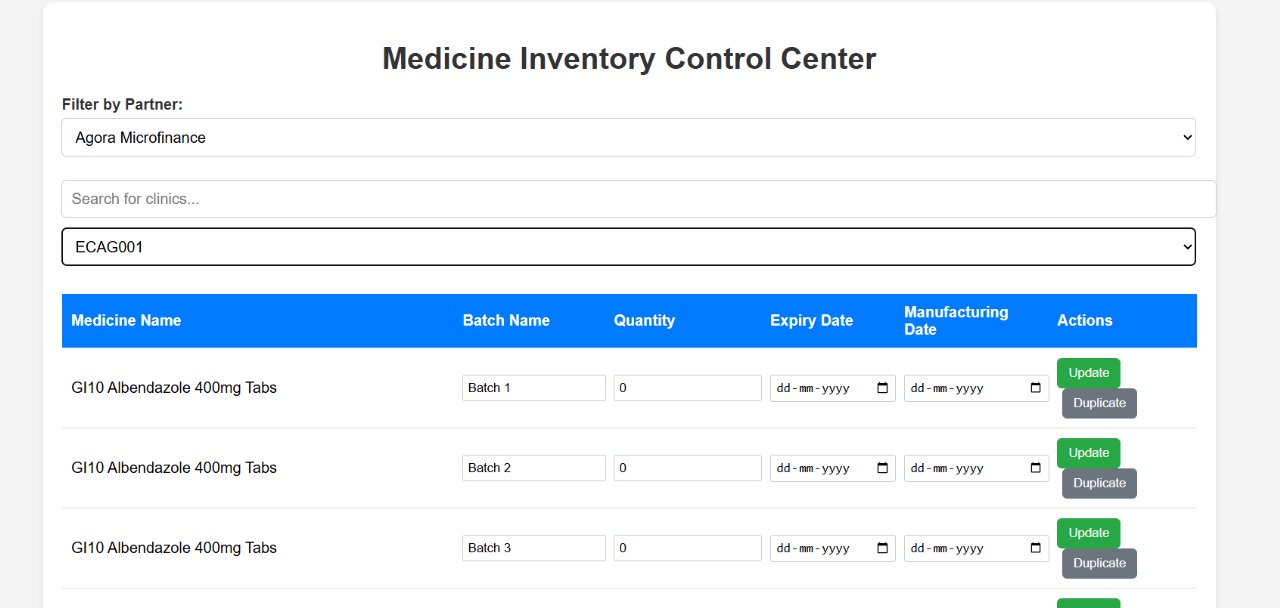 Medicine Inventory Control Center
Filter by Partner:
Agora Microfinance
Search for clinics...
ECAG001
Medicine Name Batch Name Quantity Expiry Date Manufacturing Date Actions
GI10 Albendazole 400mg Tabs Batch 1 0 dd-mm-yyyy dd-mm-yyyy Update
Duplicate
GI10 Albendazole 400mg Tabs Batch 2 0 dd-mm-yyyy dd-mm-yyyy Update
Duplicate
GI10 Albendazole 400mg Tabs Batch 3 0 dd-mm-yyyy dd-mm-yyyy Update
Duplicate